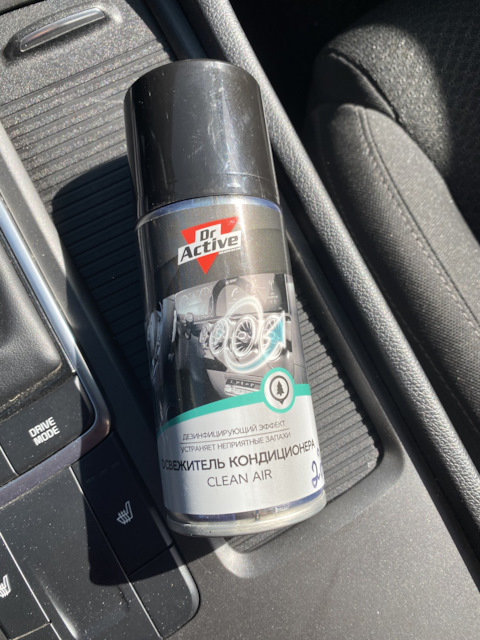 Dr
Active
ДЕЗИНФИЦИРУЮЩИЙ ЭФФЕКТ
УСТРАНЯЕТ НЕПРИЯТНЫЕ ЗАПАХИ
ОСВЕЖИТЕЛЬ КОНДИЦИОНЕРА
CLEAN AIR
DRIVE
MODE